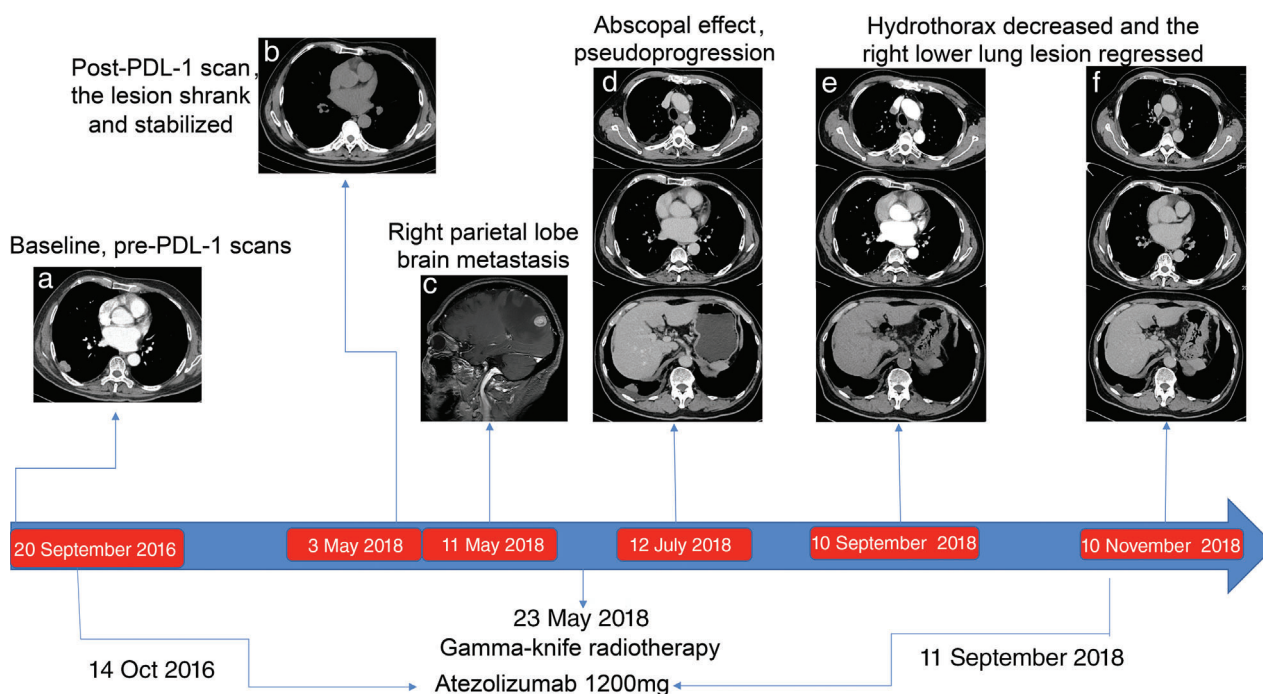 Post-PDL-1 scan,
the lesion shrank
and stabilized
b
Abscopal effect,
pseudoprogression
d
Hydrothorax decreased and the
right lower lung lesion regressed
e
f
Baseline, pre-PDL-1 scans
a
Right parietal lobe
brain metastasis
c
20 September 2016
3 May 2018
11 May 2018
12 July 2018
10 September 2018
10 November 2018
23 May 2018
Gamma-knife radiotherapy
14 Oct 2016
11 September 2018
Atezolizumab 1200mg